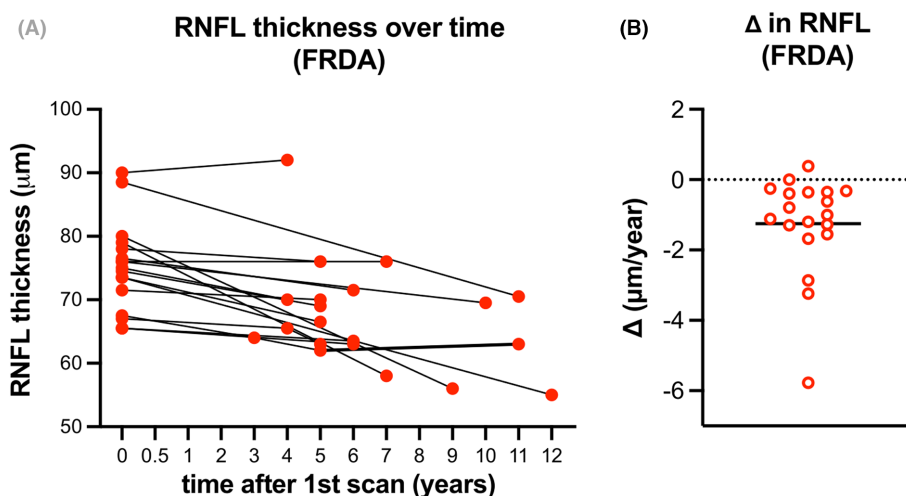 (A)
RNFL thickness over time
(FRDA)
RNFL thickness (μm)
100
90
80
70
60
50
0 0.5 1 2 3 4 5 6 7 8 9 10 11 12
time after 1st scan (years)
(B)
Δ in RNFL
(FRDA)
Δ (μm/year)
2
0
-2
-4
-6